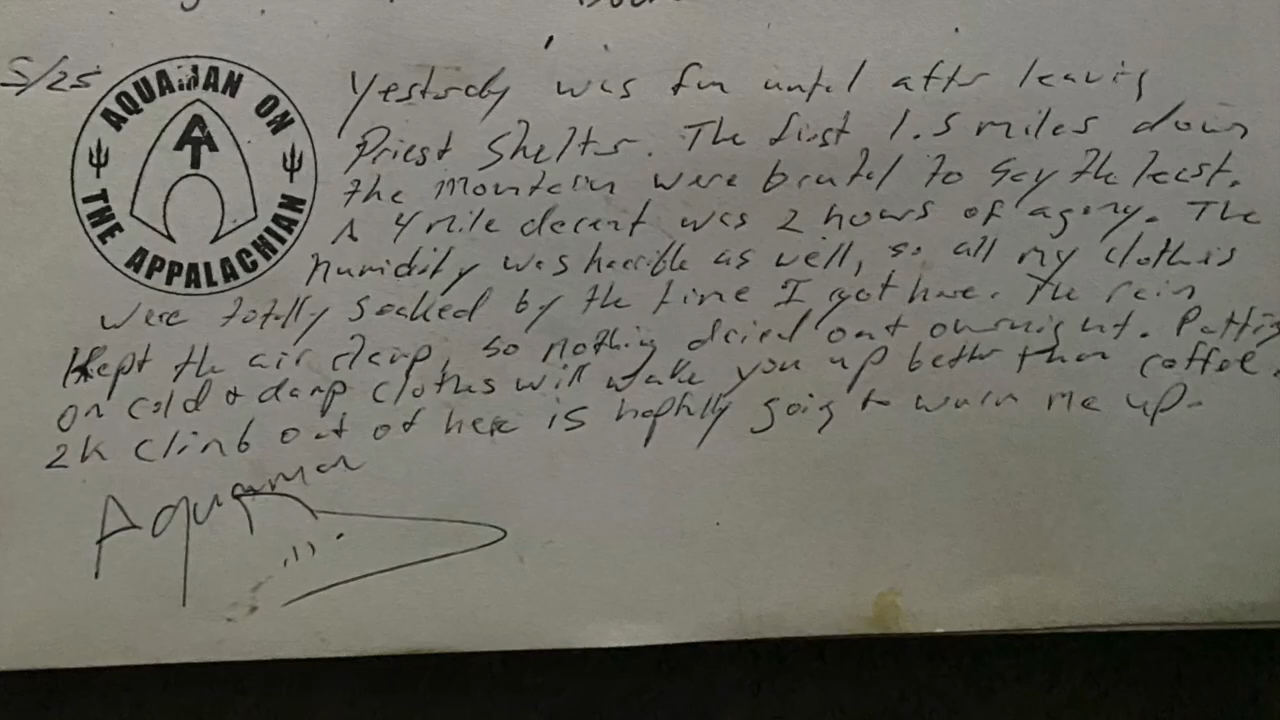 5/25
AQUAMAN ON
THE APPALACHIAN
AT
Yesterday was fun until after leaving
Priest Shelter. The first 1.5 miles down
the mountain were brutal to say the least.
A 4 mile decent was 2 hours of agony. The
humidity was horrible as well, so all my clothes
were totally soaked by the time I got here. The rain
kept the air damp, so nothing dried out overnight. Putting
on cold & damp clothes will wake you up better than coffee.
2K climb out of here is hopfully going to warm me up.
Aquaman